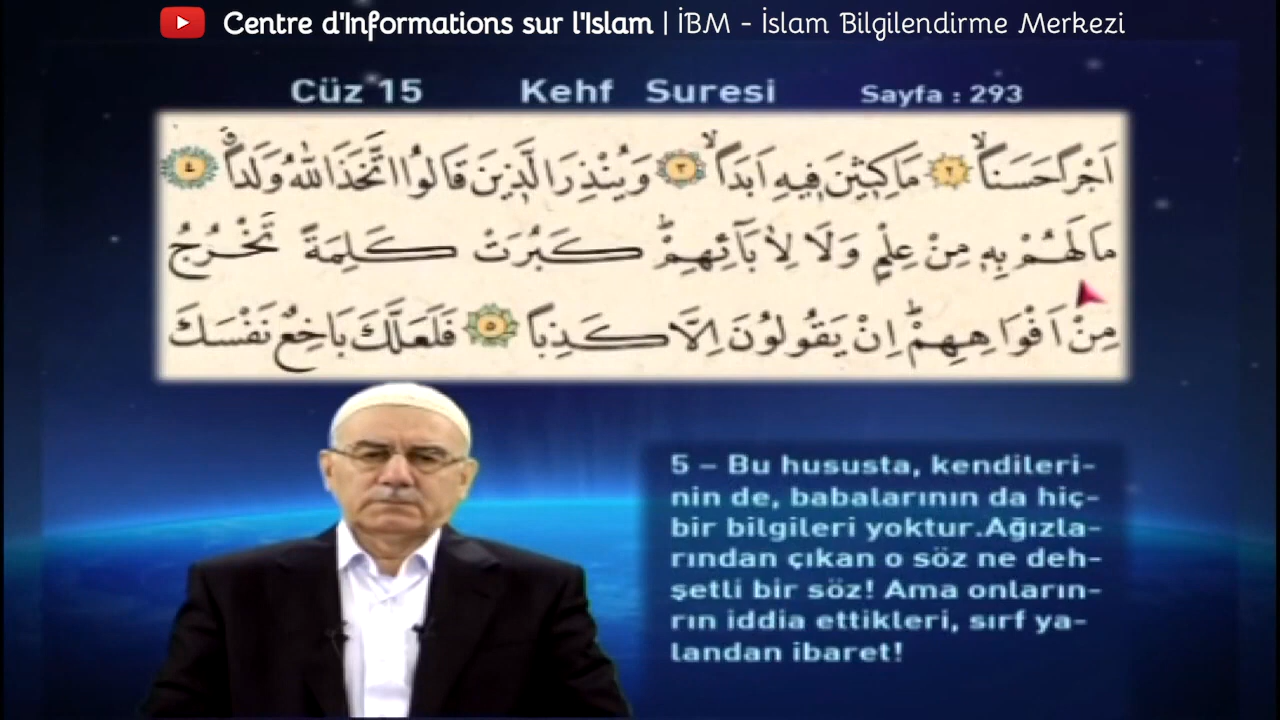 Centre d'Informations sur l'Islam | İBM - İslam Bilgilendirme Merkezi
Cüz 15 Kehf Suresi Sayfa : 293
اَجْرًا حَسَنًاۙ ﴿٢﴾ مَاكِث۪ينَ ف۪يهِ اَبَدًاۙ ﴿٣﴾ وَيُنْذِرَ الَّذ۪ينَ قَالُوا اتَّخَذَ اللّٰهُ وَلَدًاۗ ﴿٤﴾
مَا لَهُمْ بِه۪ مِنْ عِلْمٍ وَلَا لِاٰبَٓائِهِمْۜ كَبُرَتْ كَلِمَةً تَخْرُجُ
مِنْ اَفْوَاهِهِمْۜ اِنْ يَقُولُونَ اِلَّا كَذِبًا ﴿٥﴾ فَلَعَلَّكَ بَاخِعٌ نَفْسَكَ
5 – Bu hususta, kendileri-
nin de, babalarının da hiç-
bir bilgileri yoktur.Ağızla-
rından çıkan o söz ne deh-
şetli bir söz! Ama onların-
rın iddia ettikleri, sırf ya-
landan ibaret!